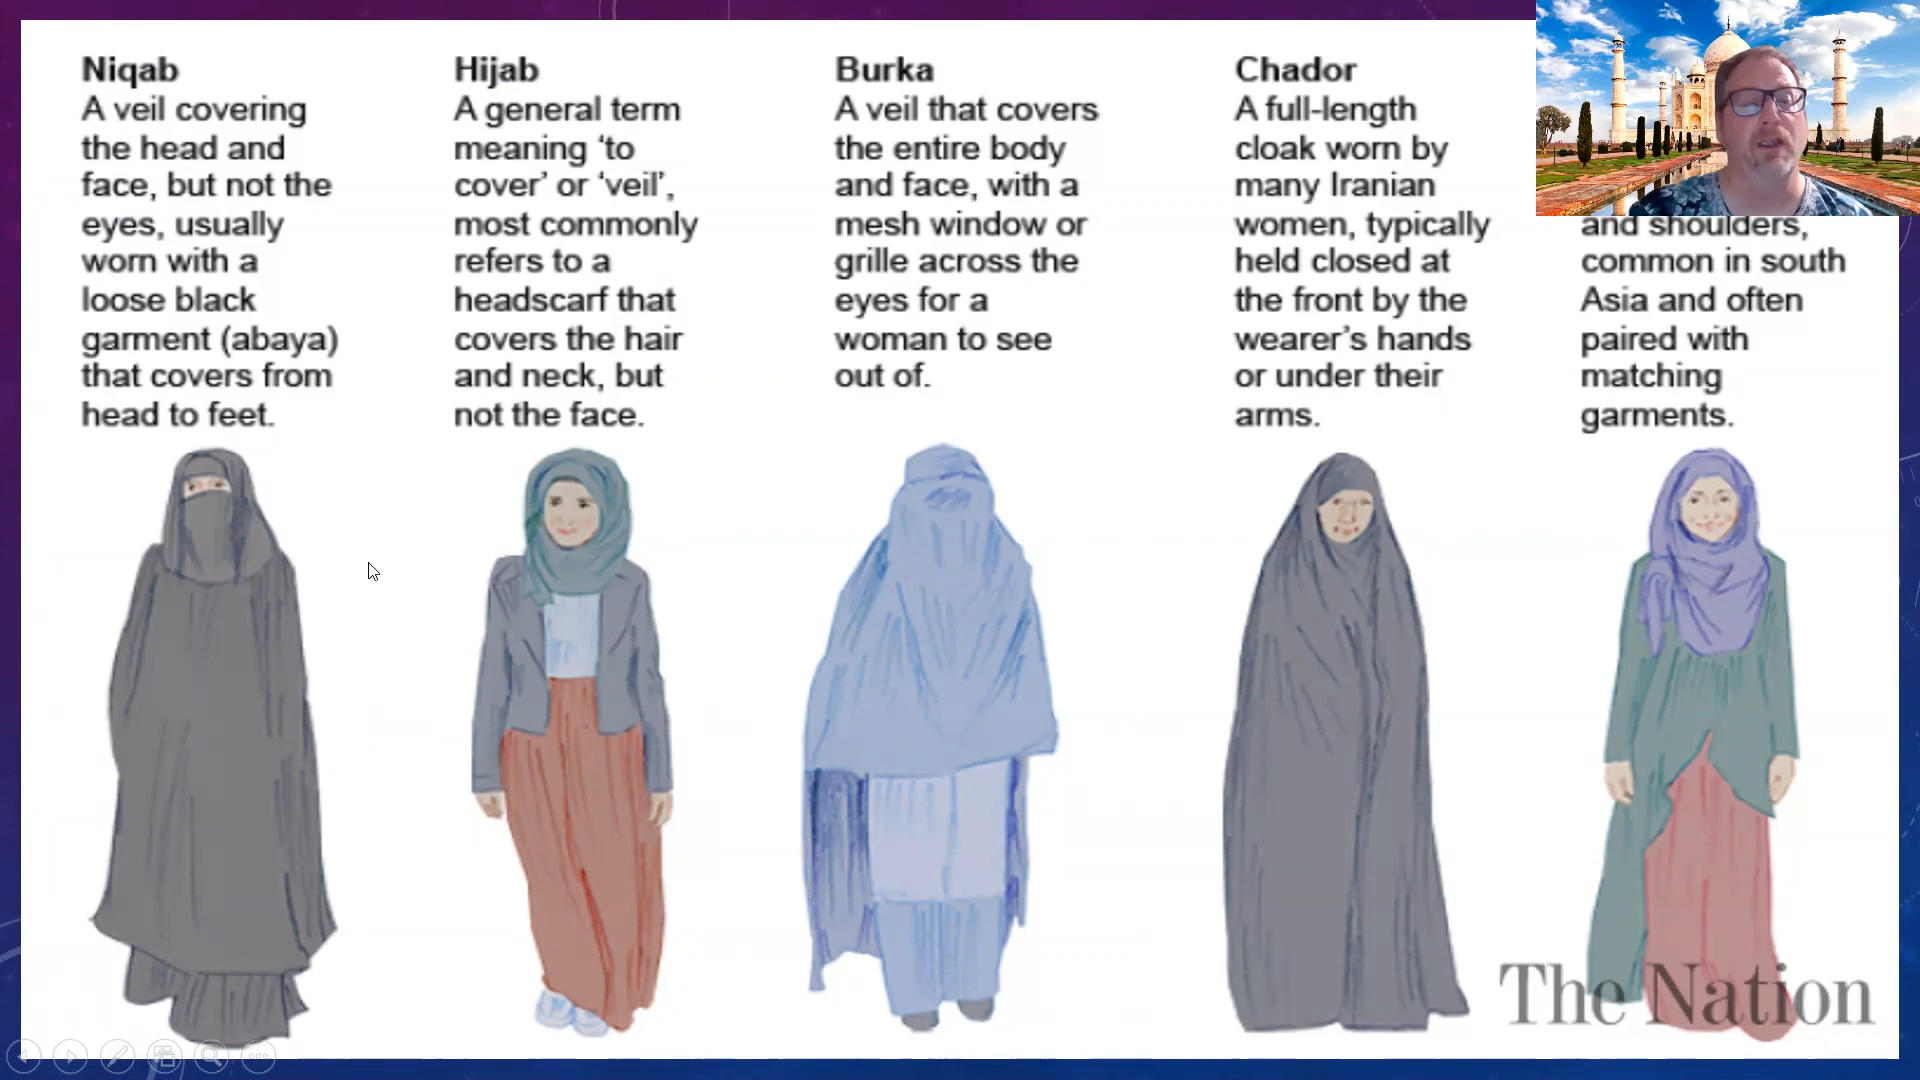 Niqab
A veil covering
the head and
face, but not the
eyes, usually
worn with a
loose black
garment (abaya)
that covers from
head to feet.
Hijab
A general term
meaning ‘to
cover’ or ‘veil’,
most commonly
refers to a
headscarf that
covers the hair
and neck, but
not the face.
Burka
A veil that covers
the entire body
and face, with a
mesh window or
grille across the
eyes for a
woman to see
out of.
Chador
A full-length
cloak worn by
many Iranian
women, typically
held closed at
the front by the
wearer’s hands
or under their
arms.
and shoulders,
common in south
Asia and often
paired with
matching
garments.
The Nation